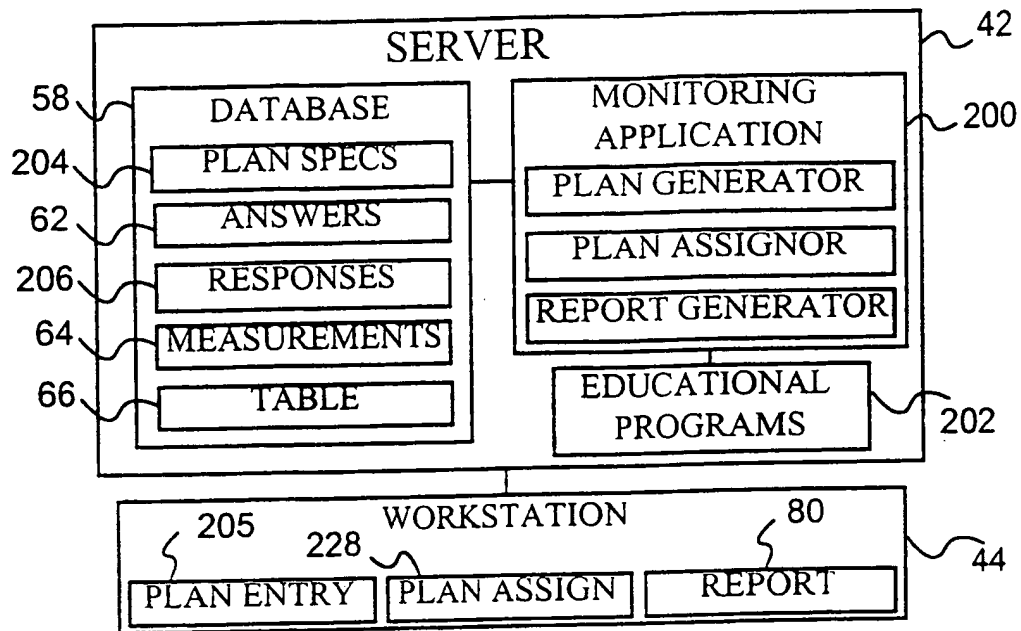 SERVER
42
58
DATABASE
204
PLAN SPECS
62
ANSWERS
206
RESPONSES
64
MEASUREMENTS
66
TABLE
MONITORING
APPLICATION
200
PLAN GENERATOR
PLAN ASSIGNOR
REPORT GENERATOR
EDUCATIONAL
PROGRAMS
202
WORKSTATION
44
205
PLAN ENTRY
228
PLAN ASSIGN
80
REPORT